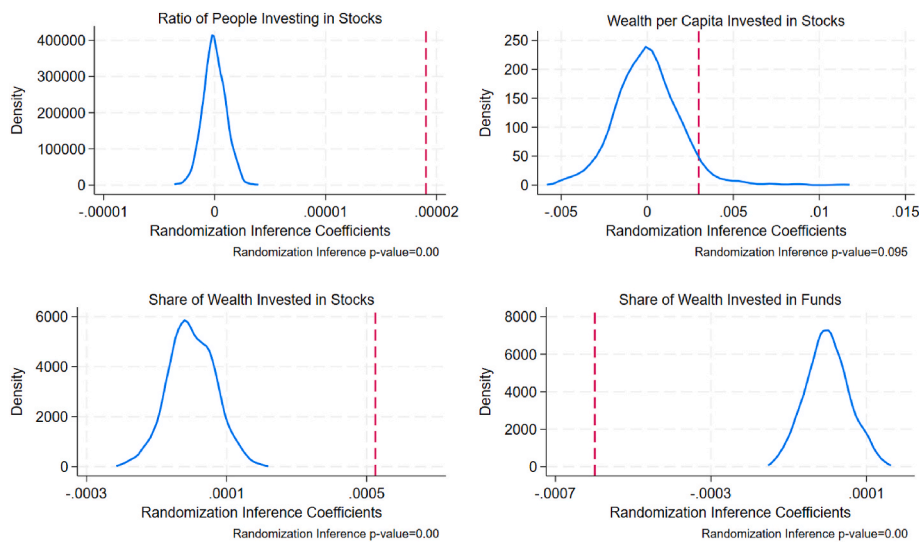 Ratio of People Investing in Stocks
400000
300000
200000
100000
0
Density
-.00001 0 .00001 .00002
Randomization Inference Coefficients
Randomization Inference p-value=0.00
Wealth per Capita Invested in Stocks
250
200
150
100
50
0
Density
-.005 0 .005 .01 .015
Randomization Inference Coefficients
Randomization Inference p-value=0.095
Share of Wealth Invested in Stocks
6000
4000
2000
0
Density
-.0003 .0001 .0005
Randomization Inference Coefficients
Randomization Inference p-value=0.00
Share of Wealth Invested in Funds
8000
6000
4000
2000
0
Density
-.0007 -.0003 .0001
Randomization Inference Coefficients
Randomization Inference p-value=0.00